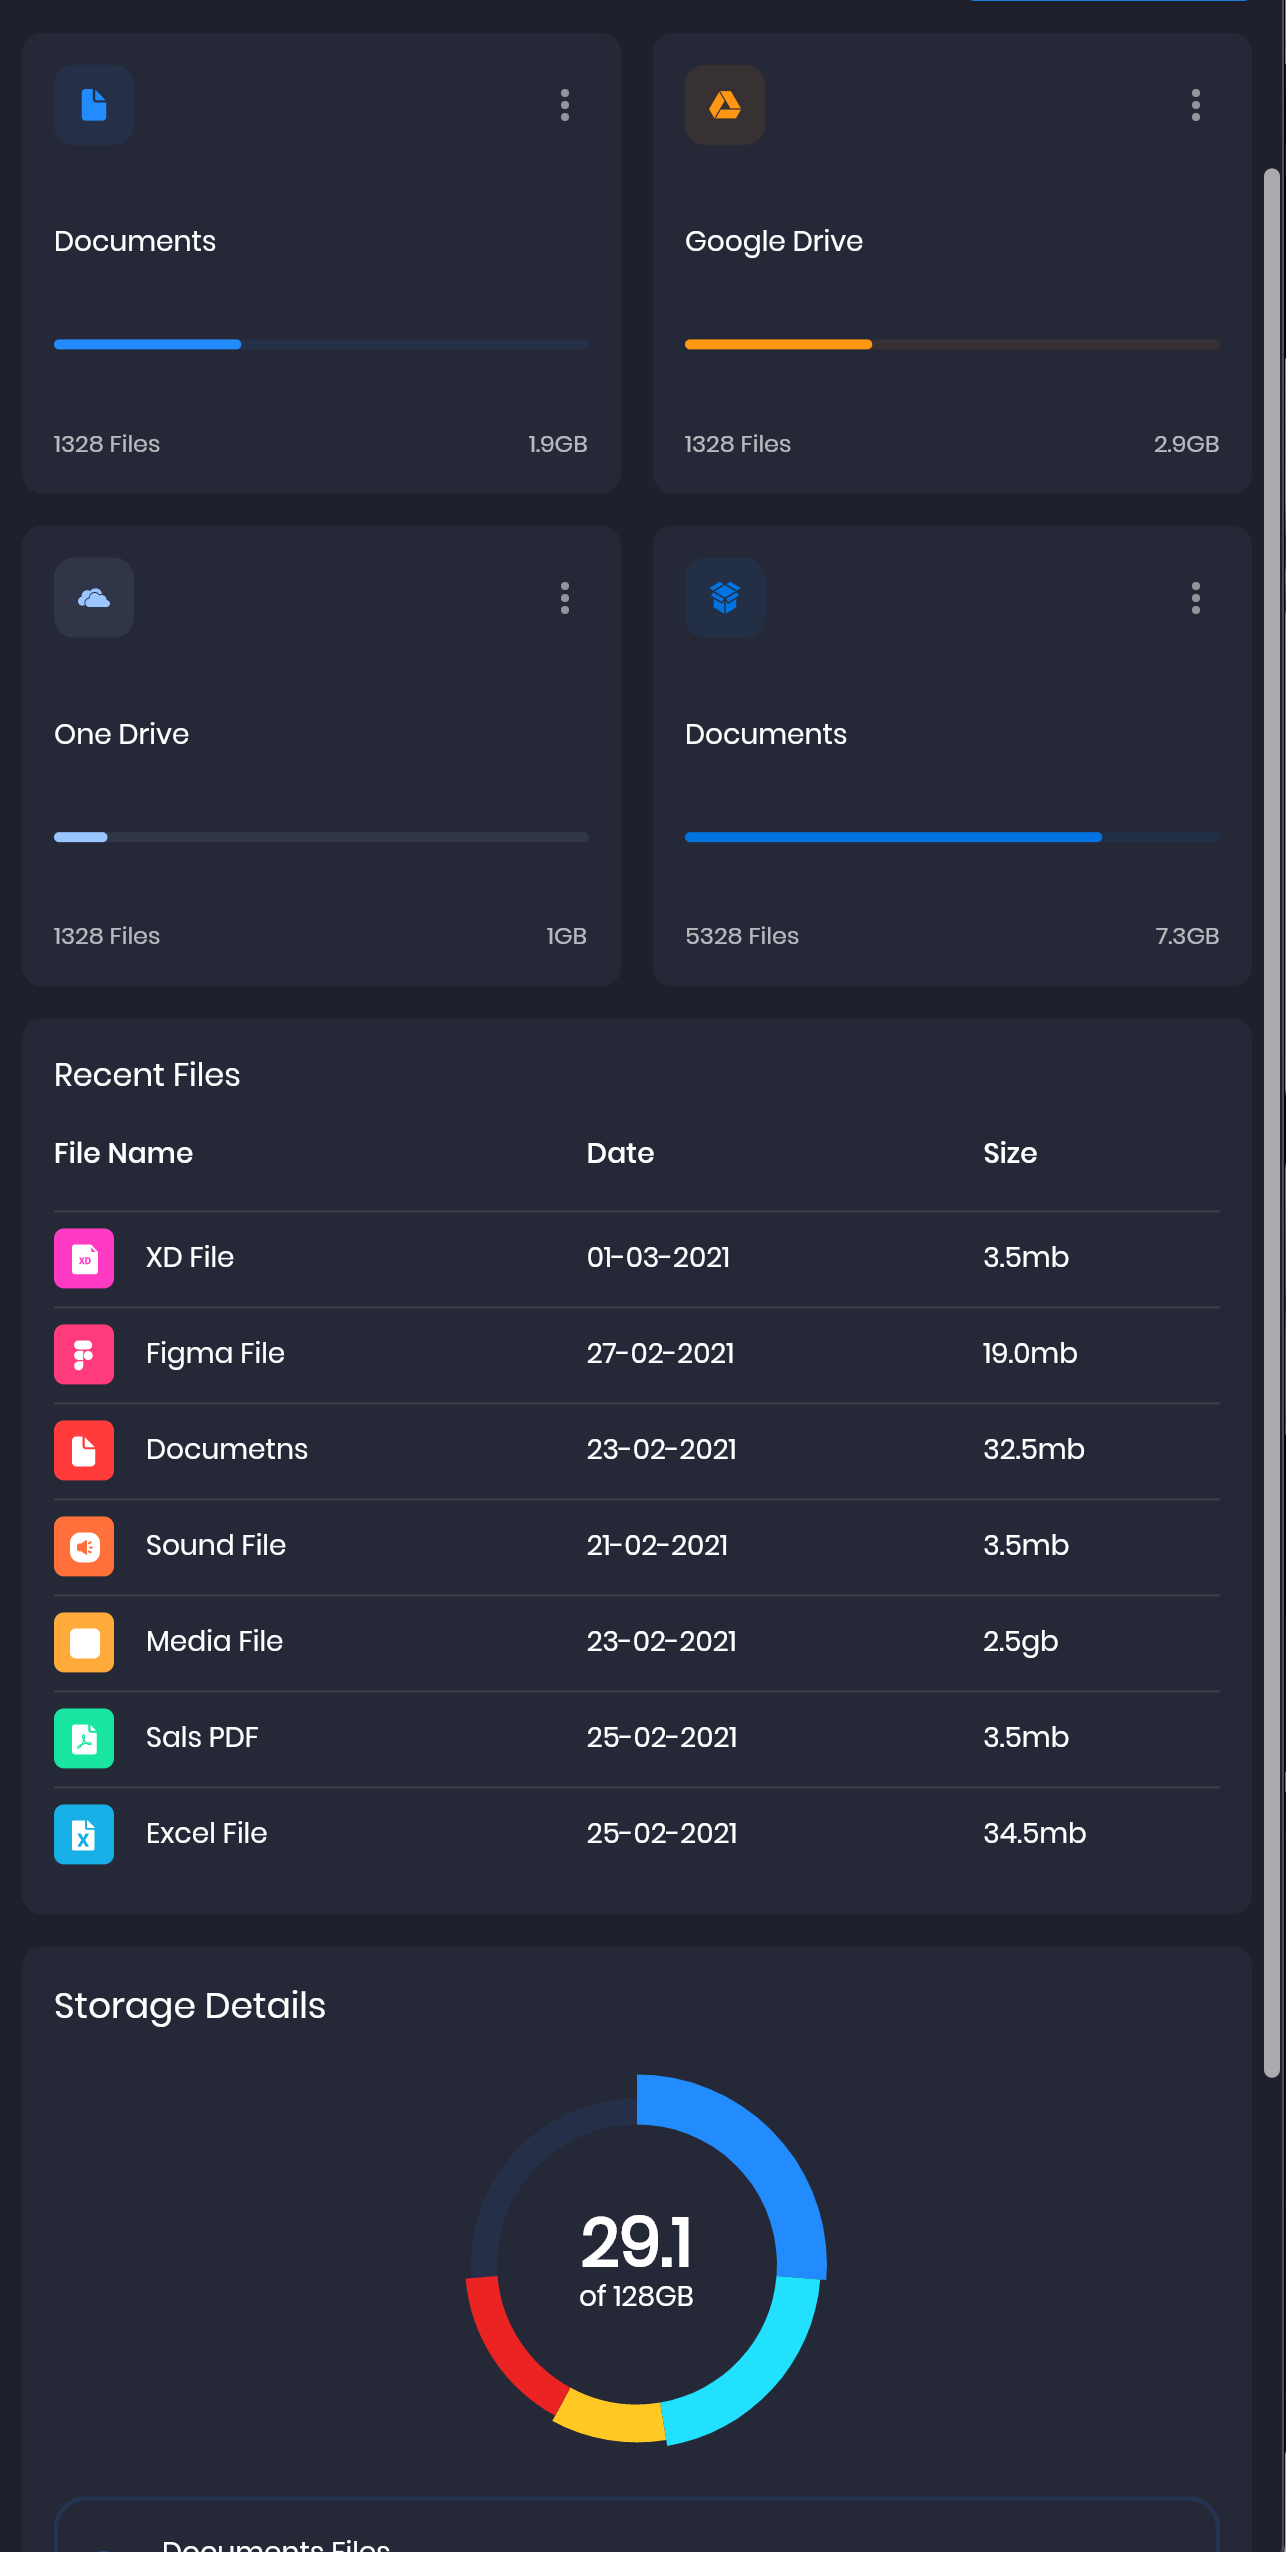 Documents
1328 Files 1.9GB
Google Drive
1328 Files 2.9GB
One Drive
1328 Files 1GB
Documents
5328 Files 7.3GB
Recent Files
File Name Date Size
XD
XD File 01-03-2021 3.5mb
Figma File 27-02-2021 19.0mb
Documetns 23-02-2021 32.5mb
Sound File 21-02-2021 3.5mb
Media File 23-02-2021 2.5gb
Sals PDF 25-02-2021 3.5mb
X
Excel File 25-02-2021 34.5mb
Storage Details
29.1
of 128GB
Documents Files